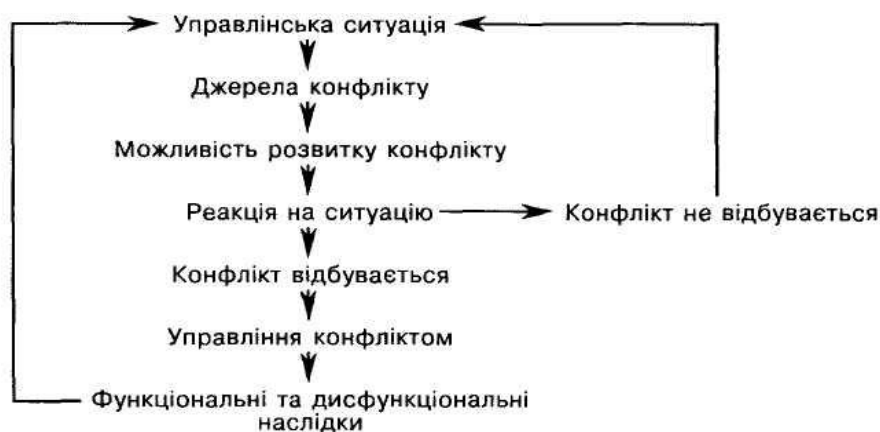 Управлінська ситуація
Джерела конфлікту
Можливість розвитку конфлікту
Реакція на ситуацію
Конфлікт не відбувається
Конфлікт відбувається
Управління конфліктом
Функціональні та дисфункціональні
наслідки